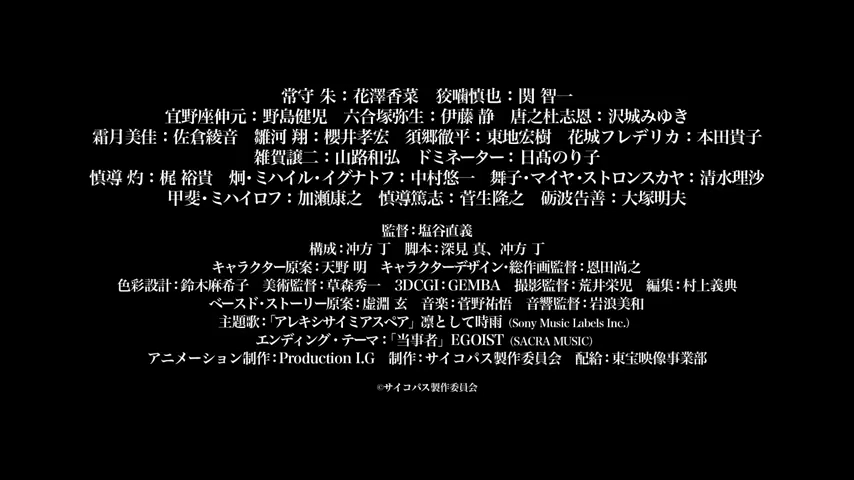 常守 朱：花澤香菜　狡噛慎也：関 智一
宜野座伸元：野島健児　六合塚弥生：伊藤 静　唐之杜志恩：沢城みゆき
霜月美佳：佐倉綾音　雛河 翔：櫻井孝宏　須郷徹平：東地宏樹　花城フレデリカ：本田貴子
雑賀譲二：山路和弘　ドミネーター：日髙のり子
慎導 灼：梶 裕貴　炯・ミハイル・イグナトフ：中村悠一　舞子・マイヤ・ストロンスカヤ：清水理沙
甲斐・ミハイロフ：加瀬康之　慎導篤志：菅生隆之　砺波告善：大塚明夫
監督：塩谷直義
構成：冲方 丁　脚本：深見 真、冲方 丁
キャラクター原案：天野 明　キャラクターデザイン・総作画監督：恩田尚之
色彩設計：鈴木麻希子　美術監督：草森秀一　3DCGI：GEMBA　撮影監督：荒井栄児　編集：村上義典
ベースド・ストーリー原案：虚淵 玄　音楽：菅野祐悟　音響監督：岩浪美和
主題歌：「アレキシサイミアスペア」凛として時雨（Sony Music Labels Inc.）
エンディング・テーマ：「当事者」EGOIST（SACRA MUSIC）
アニメーション制作：Production I.G　制作：サイコパス製作委員会　配給：東宝映像事業部
©サイコパス製作委員会